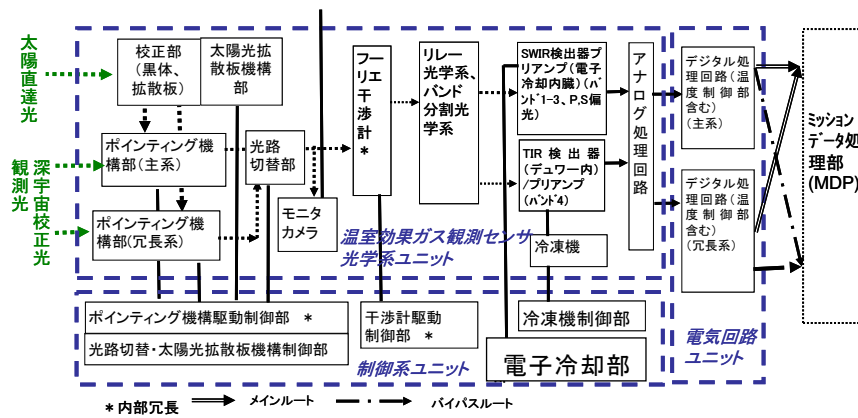 太陽直達光
深宇宙校正光
観測光
校正部
(黒体、
拡散板)
太陽光拡
散板機構
部
ポインティング機
構部(主系)
ポインティング機
構部(冗長系)
光路
切替部
モニタ
カメラ
フーリエ干渉計*
リレー
光学系、
バンド
分割光
学系
SWIR検出器プ
リアンプ(電子
冷却内臓)(バ
ンド1-3、P,S偏
光)
TIR 検出器
(デュワー内)
/プリアンプ
(バンド4)
冷凍機
アナログ処理回路
温室効果ガス観測センサ
光学系ユニット
デジタル処
理回路(温
度制御部
含む)
(主系)
デジタル処
理回路(温
度制御部
含む)
(冗長系)
ミッション
データ処
理部
(MDP)
ポインティング機構駆動制御部 *
光路切替・太陽光拡散板機構制御部
干渉計駆動
制御部 *
冷凍機制御部
電子冷却部
制御系ユニット
電気回路
ユニット
*内部冗長
メインルート
バイパスルート